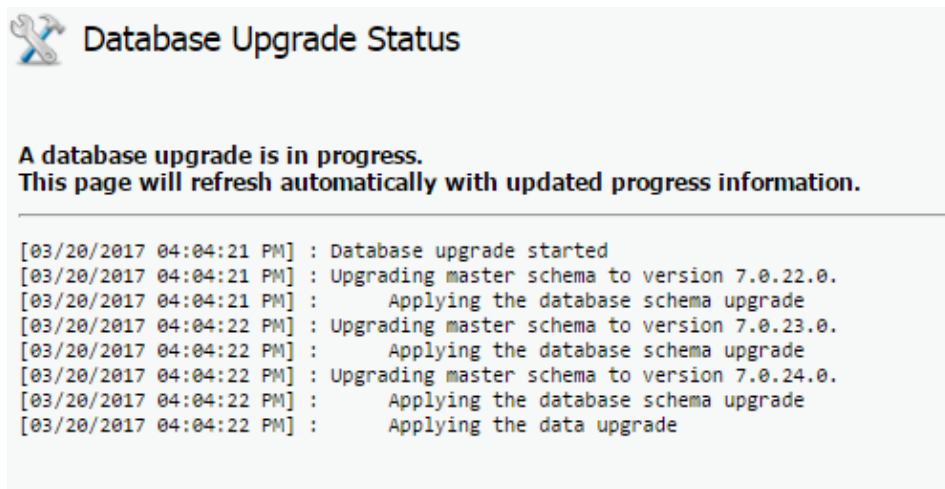 Database Upgrade Status
A database upgrade is in progress.
This page will refresh automatically with updated progress information.
[03/20/2017 04:04:21 PM] : Database upgrade started
[03/20/2017 04:04:21 PM] : Upgrading master schema to version 7.0.22.0.
[03/20/2017 04:04:21 PM] :      Applying the database schema upgrade
[03/20/2017 04:04:22 PM] : Upgrading master schema to version 7.0.23.0.
[03/20/2017 04:04:22 PM] :      Applying the database schema upgrade
[03/20/2017 04:04:22 PM] : Upgrading master schema to version 7.0.24.0.
[03/20/2017 04:04:22 PM] :      Applying the database schema upgrade
[03/20/2017 04:04:22 PM] :      Applying the data upgrade